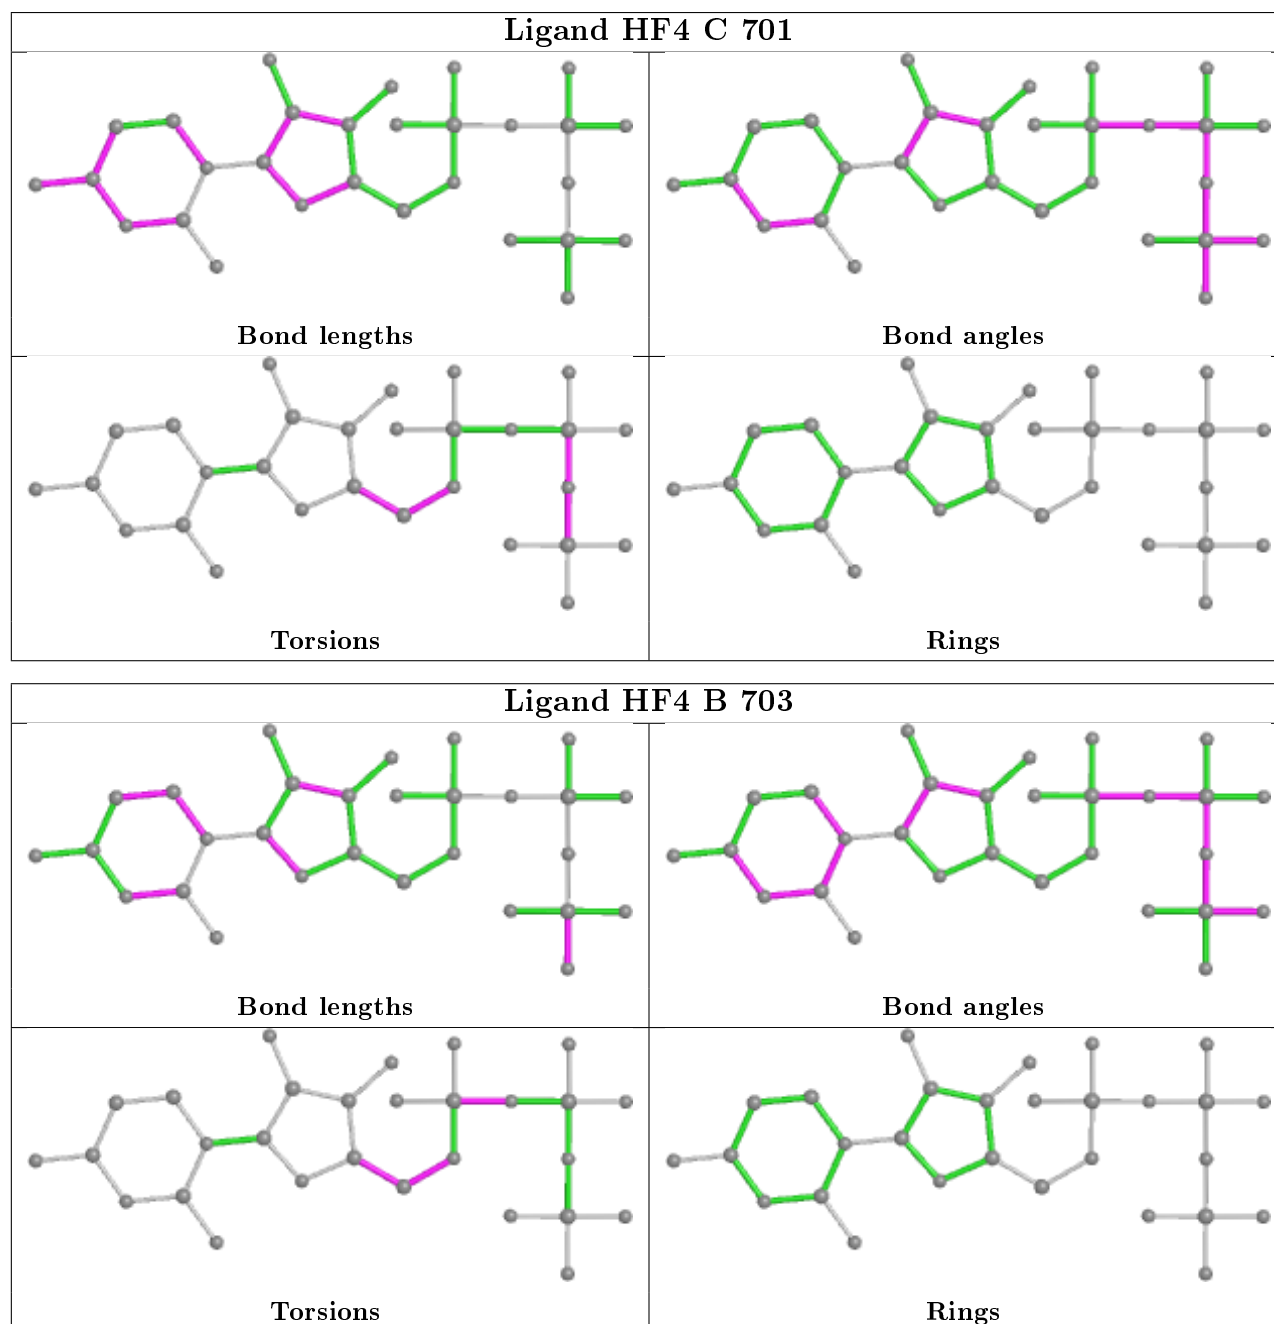 Ligand HF4 C 701
Bond lengths
Bond angles
Torsions
Rings
Ligand HF4 B 703
Bond lengths
Bond angles
Torsions
Rings